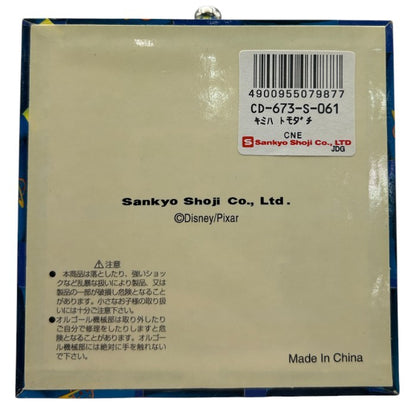 4900955079877
CD-673-S-061
キミハ トモダチ
CNE
Sankyo Shoji Co., LTD
JDG
Sankyo Shoji Co., Ltd.
©Disney/Pixar
⚠注意
●本商品は落としたり、強いショッ
クなど乱暴な扱いにより製品、又は
製品の一部が破損し危険となること
があります。小さなお子様の取り扱
いには十分ご注意下さい。
●オルゴール機械部は取り外したり
ご自分で修理をしたりしますと危
険となることがあります。オルゴー
ル機械部には絶対に手を触れない
で下さい。
Made In China